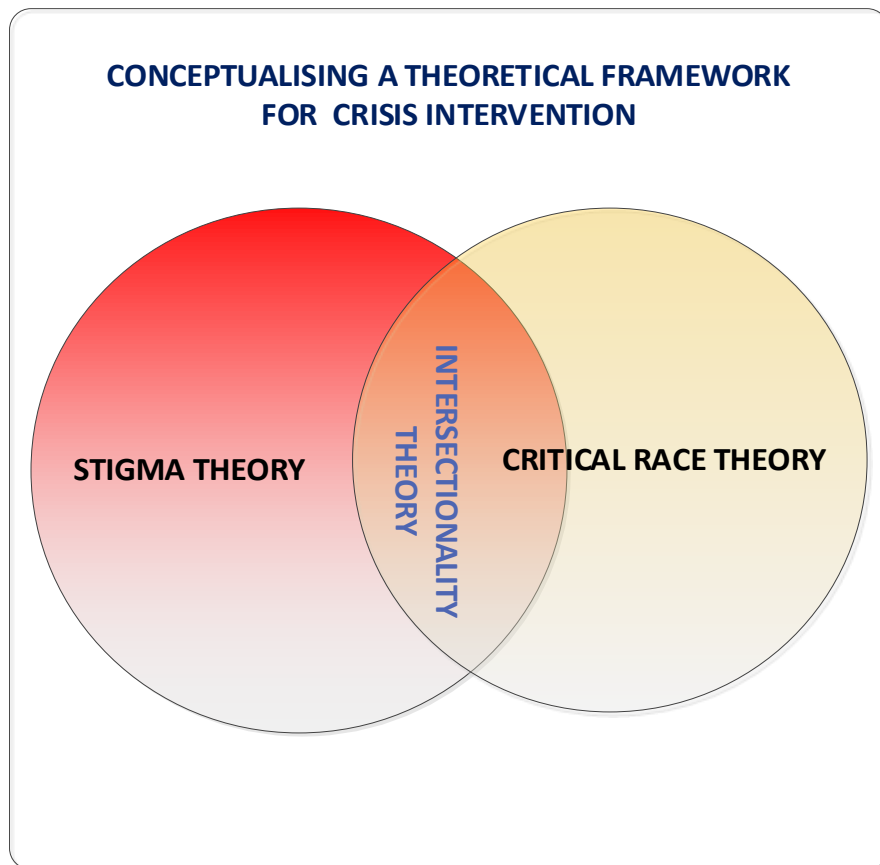 CONCEPTUALISING A THEORETICAL FRAMEWORK
FOR CRISIS INTERVENTION
STIGMA THEORY
INTERSECTIONALITY
THEORY
CRITICAL RACE THEORY